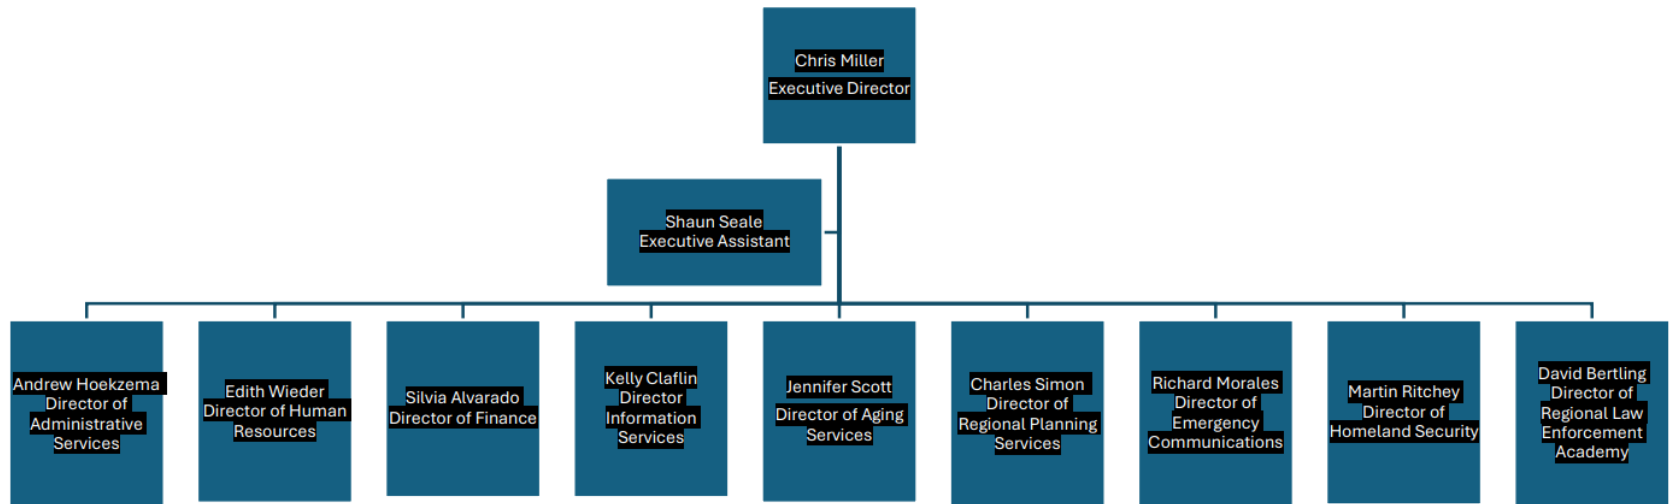 Chris Miller
Executive Director
Shaun Seale
Executive Assistant
Andrew Hoekzema
Director of
Administrative
Services
Edith Wieder
Director of Human
Resources
Silvia Alvarado
Director of Finance
Kelly Claflin
Director
Information
Services
Jennifer Scott
Director of Aging
Services
Charles Simon
Director of
Regional Planning
Services
Richard Morales
Director of
Emergency
Communications
Martin Ritchey
Director of
Homeland Security
David Bertling
Director of
Regional Law
Enforcement
Academy